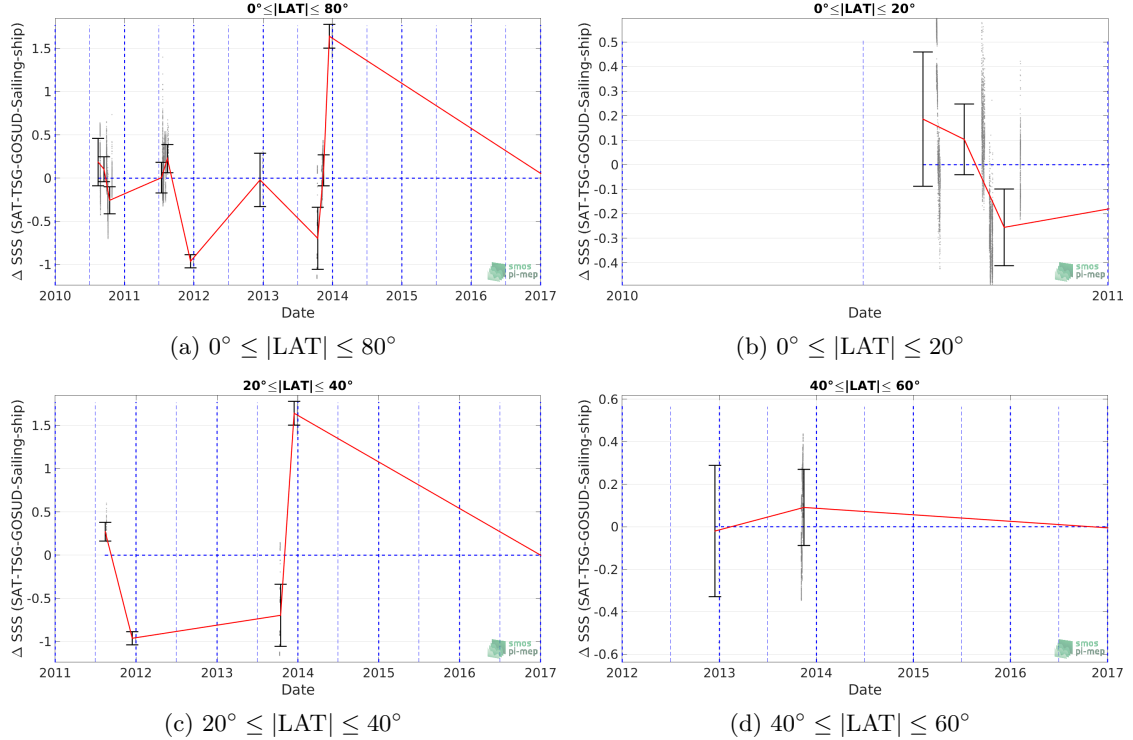 0°≤|LAT|≤ 80°
Δ SSS (SAT-TSG-GOSUD-Sailing-ship)
1.5
1
0.5
0
-0.5
-1
2010 2011 2012 2013 2014 2015 2016 2017
Date
smos
pi-mep
(a) 0° ≤ |LAT| ≤ 80°
0°≤|LAT|≤ 20°
Δ SSS (SAT-TSG-GOSUD-Sailing-ship)
0.5
0.4
0.3
0.2
0.1
0
-0.1
-0.2
-0.3
-0.4
2010 2011
Date
smos
pi-mep
(b) 0° ≤ |LAT| ≤ 20°
20°≤|LAT|≤ 40°
Δ SSS (SAT-TSG-GOSUD-Sailing-ship)
1.5
1
0.5
0
-0.5
-1
2011 2012 2013 2014 2015 2016 2017
Date
smos
pi-mep
(c) 20° ≤ |LAT| ≤ 40°
40°≤|LAT|≤ 60°
Δ SSS (SAT-TSG-GOSUD-Sailing-ship)
0.6
0.4
0.2
0
-0.2
-0.4
-0.6
2012 2013 2014 2015 2016 2017
Date
smos
pi-mep
(d) 40° ≤ |LAT| ≤ 60°